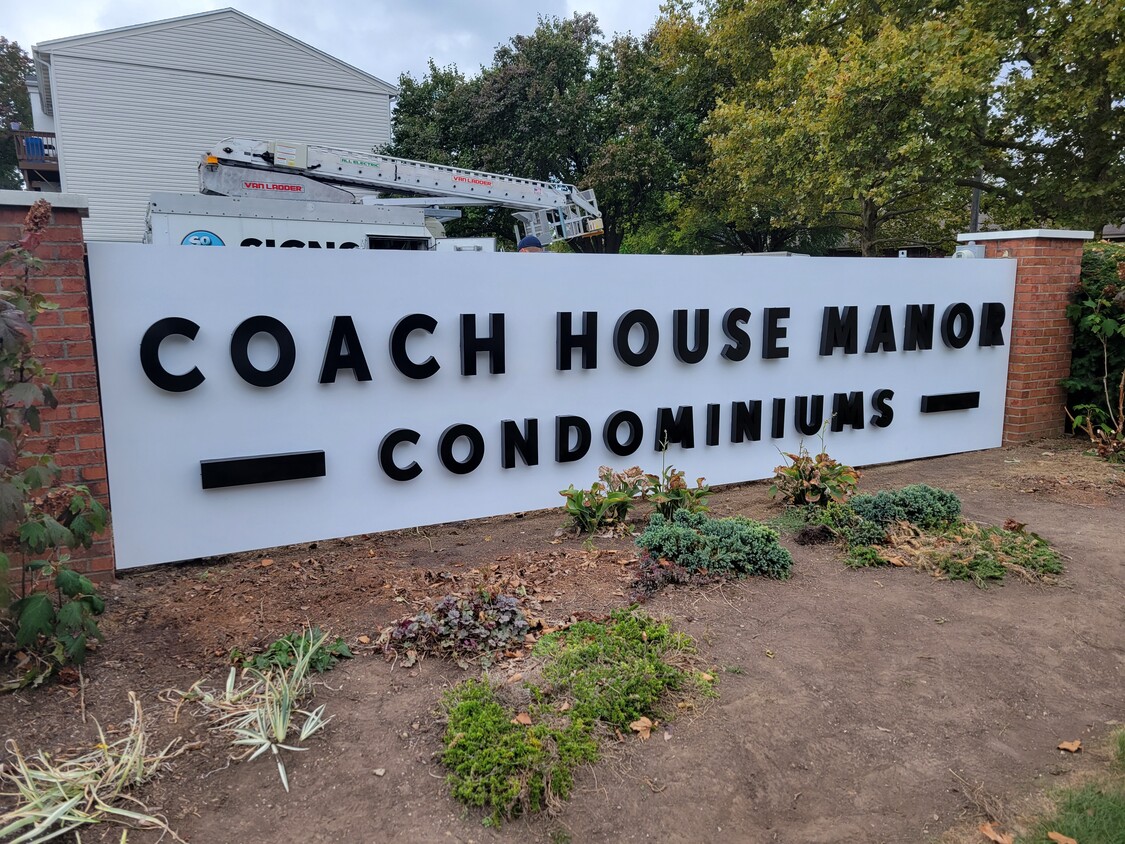 ALL ELECTRIC
VAN LADDER
VAN LADDER
SIGNS
COACH HOUSE MANOR
CONDOMINIUMS